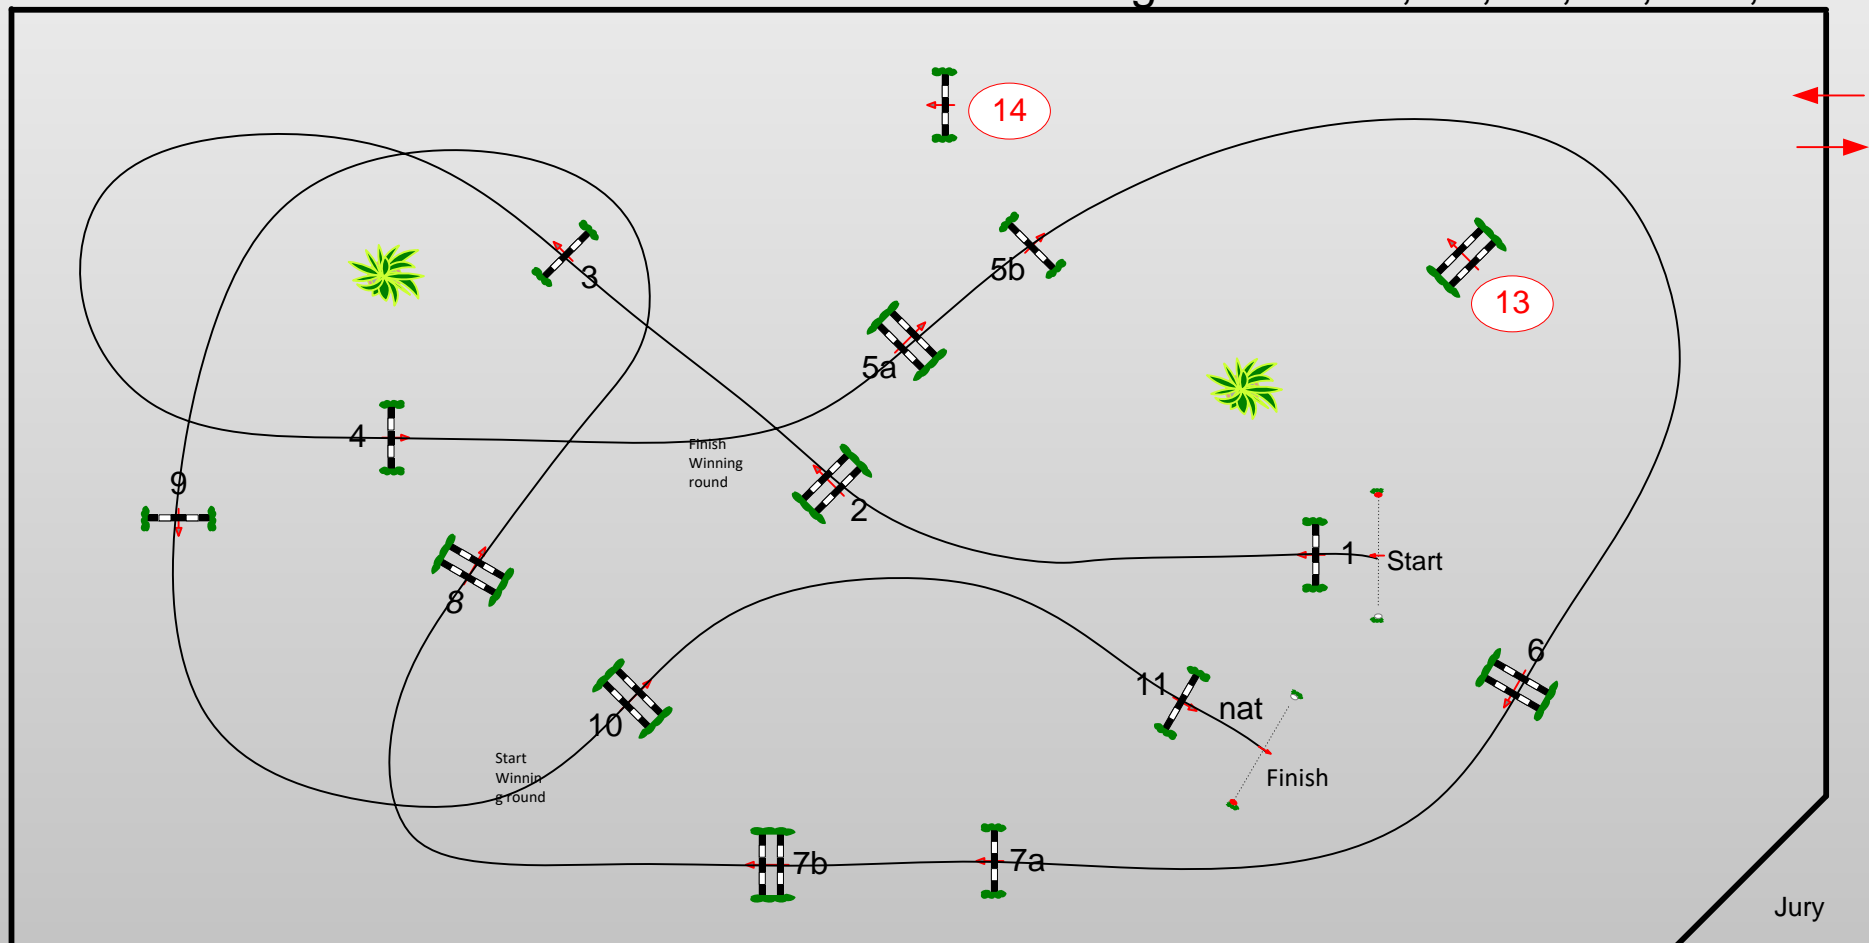 14
3
5b
13
5a
4
Finish
Winning
round
9
2
1
Start
8
6
11
nat
10
Start
Winnin
g round
Finish
7b
7a
Jury